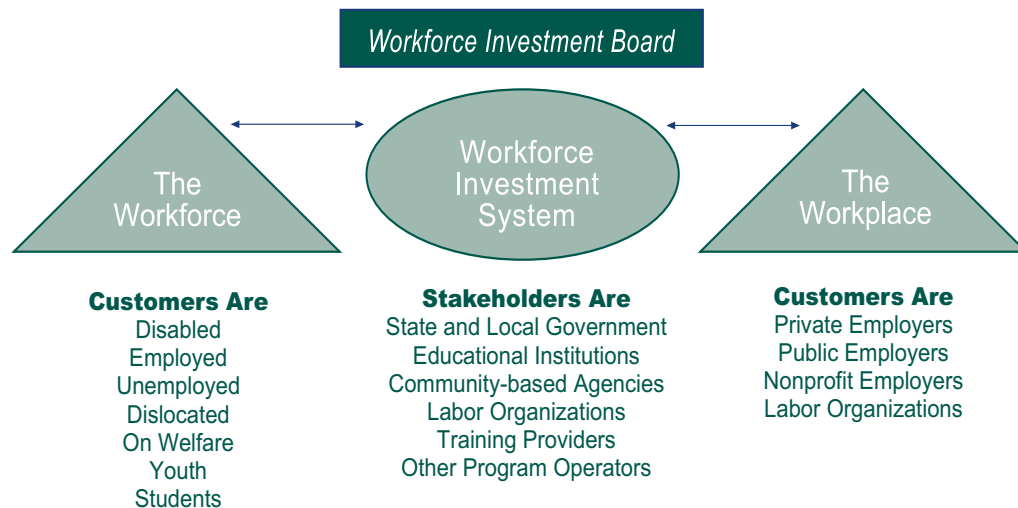 Workforce Investment Board
The
Workforce
Workforce
Investment
System
The
Workplace
Customers Are
Disabled
Employed
Unemployed
Dislocated
On Welfare
Youth
Students
Stakeholders Are
State and Local Government
Educational Institutions
Community-based Agencies
Labor Organizations
Training Providers
Other Program Operators
Customers Are
Private Employers
Public Employers
Nonprofit Employers
Labor Organizations